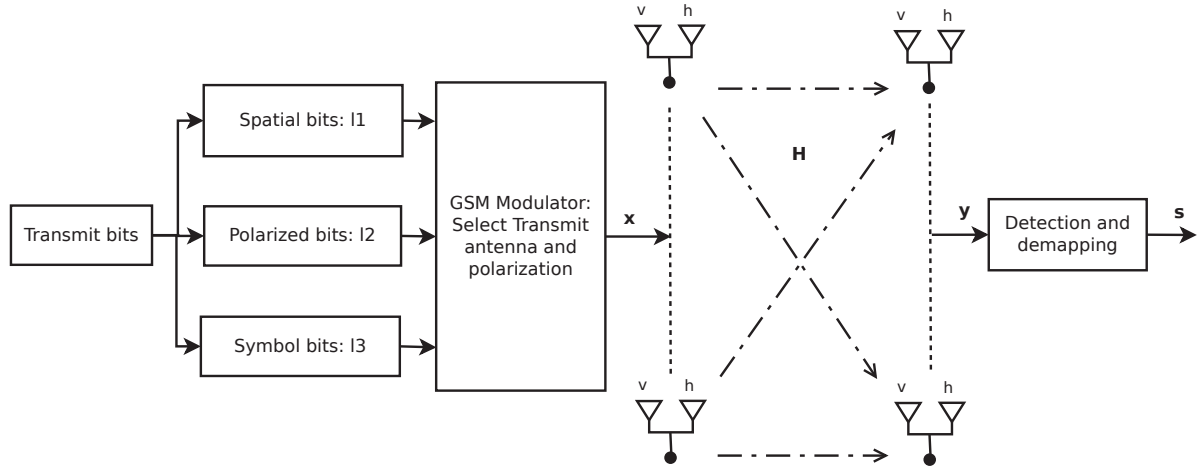 v h
v h
Spatial bits: l1
H
GSM Modulator:
Select Transmit
antenna and
polarization
Transmit bits
Polarized bits: l2
x
y
Detection and
demapping
s
Symbol bits: l3
v h
v h